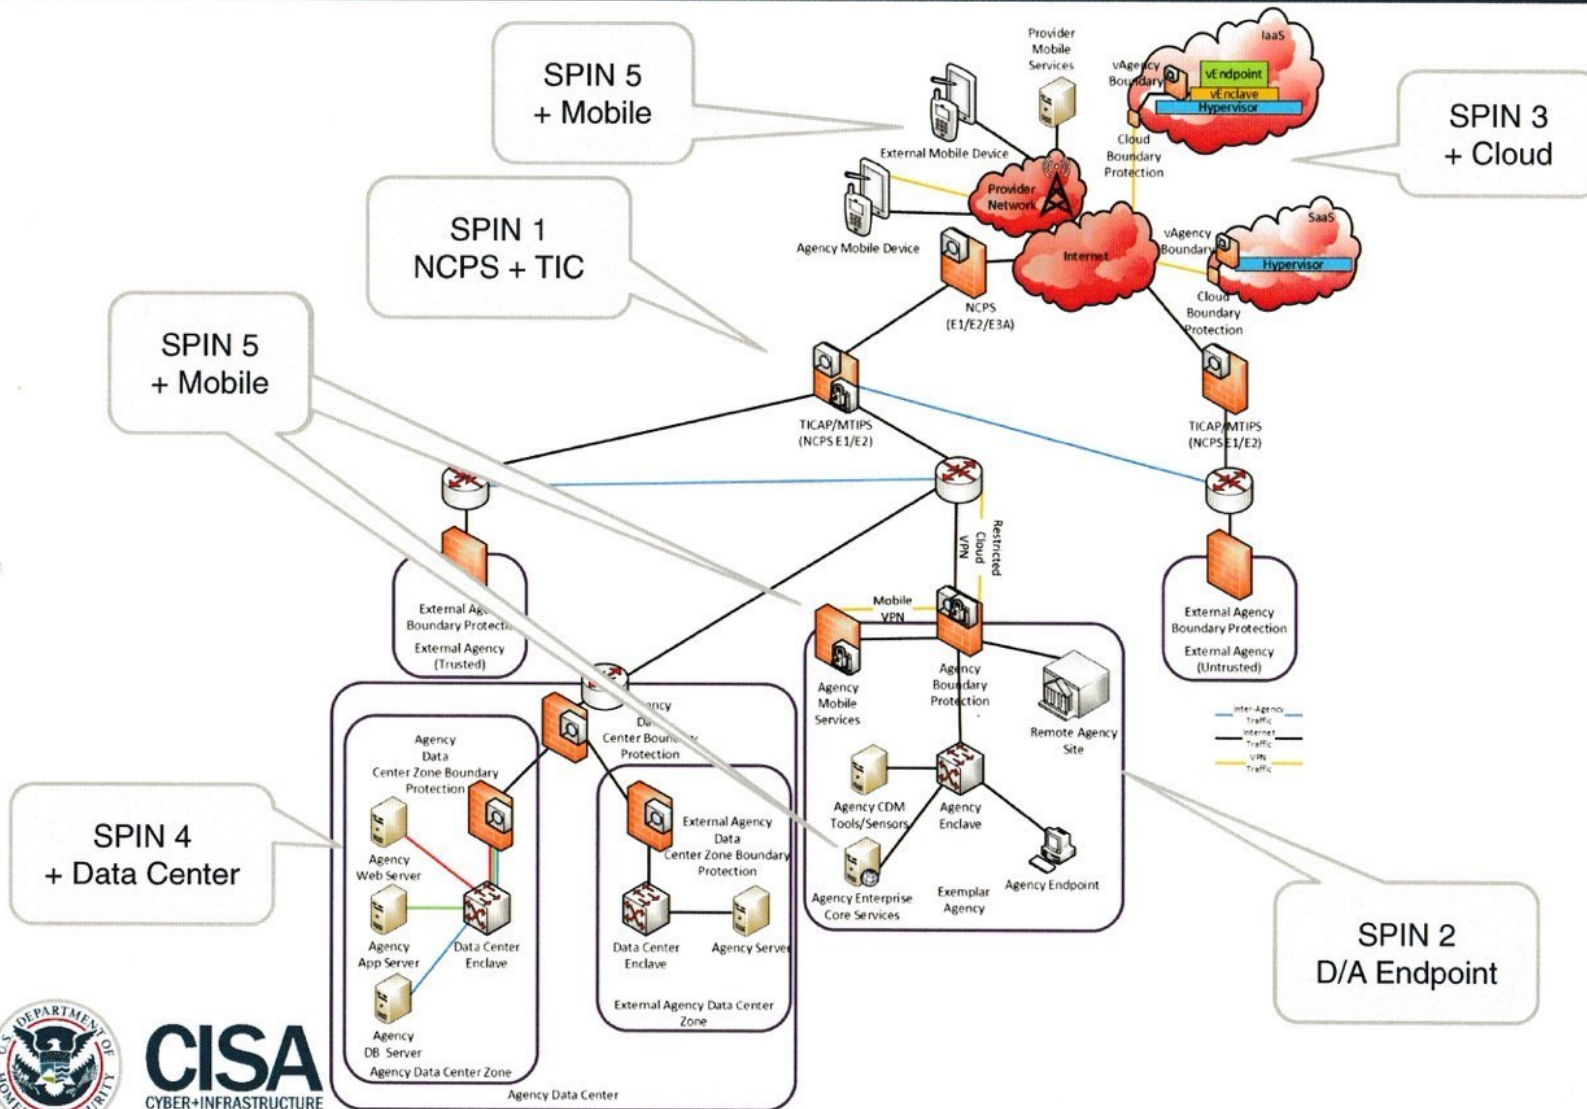 SPIN 5
+ Mobile
Provider
Mobile
Services
IaaS
vAgency
Boundary
vEndpoint
vEnclave
Hypervisor
SPIN 3
+ Cloud
External Mobile Device
Cloud
Boundary
Protection
SPIN 1
NCPS + TIC
Provider
Network
Agency Mobile Device
Internet
vAgency
Boundary
SaaS
Hypervisor
Cloud
Boundary
Protection
NCPS
(E1/E2/E3A)
SPIN 5
+ Mobile
TICAP/MTIPS
(NCPS E1/E2)
TICAP/MTIPS
(NCPS E1/E2)
Restricted
Cloud
VPN
Mobile
VPN
External
Boundary
External Agency
(Trusted)
External Agency
Boundary Protection
External Agency
(Untrusted)
Agency
Mobile
Services
Agency
Boundary
Protection
Remote Agency
Site
Inter-Agency
Traffic
Internet
Traffic
VPN
Traffic
Center
Protection
Agency
Data
Center Zone Boundary
Protection
SPIN 4
+ Data Center
Agency
Web Server
External Agency
Data
Center Zone Boundary
Protection
Agency CDM
Tools/Sensors
Agency
Enclave
Agency Enterprise
Core Services
Exemplar
Agency
Agency Endpoint
Agency
App Server
Data Center
Enclave
Data Center
Enclave
Agency Server
SPIN 2
D/A Endpoint
External Agency Data Center
Zone
Agency
DB Server
Agency Data Center Zone
Agency Data Center
U.S. DEPARTMENT OF
CISA
CYBER+INFRASTRUCTURE